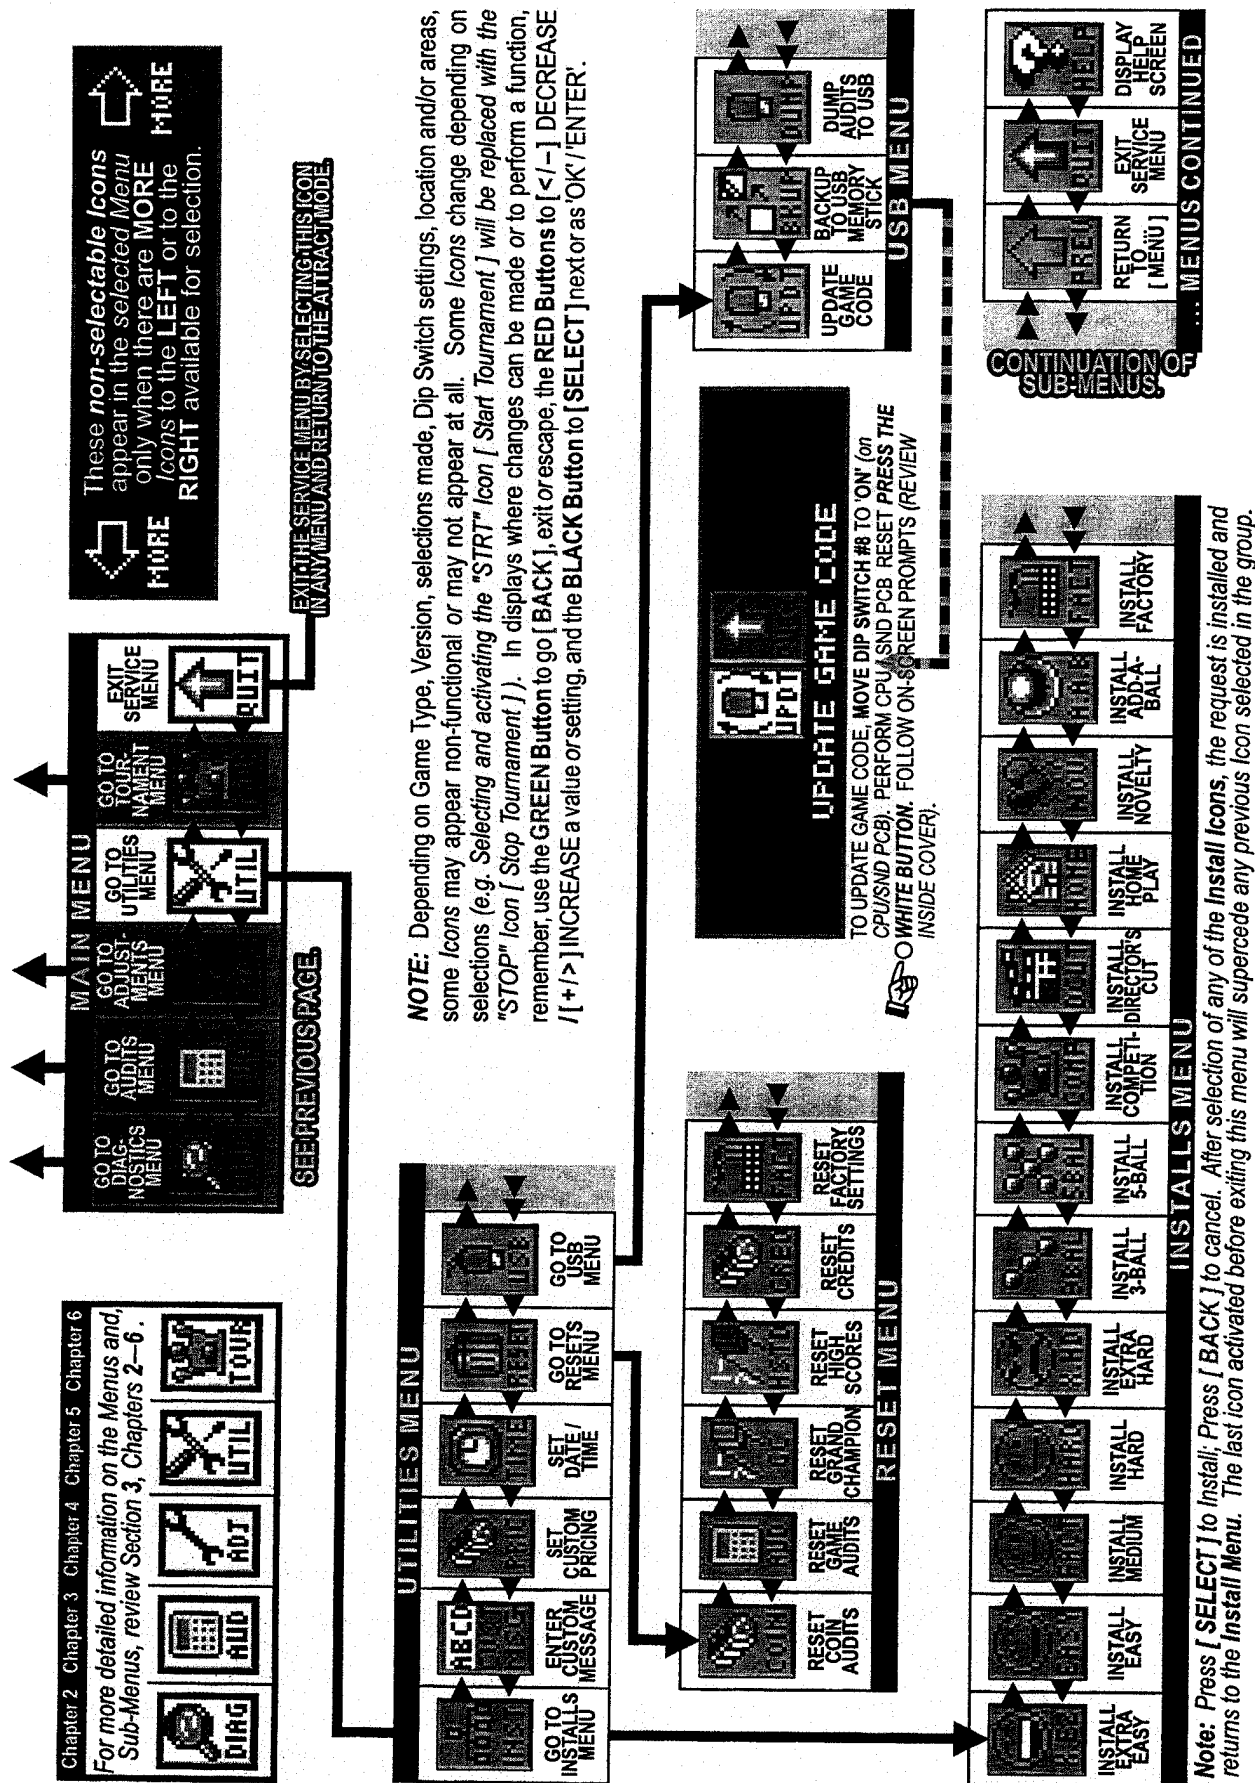 Chapter 2 Chapter 3 Chapter 4 Chapter 5 Chapter 6
For more detailed information on the Menus and,
Sub-Menus, review Section 3, Chapters 2—6.
DIAG
AUD
ADJ
UTIL
TOUR
MAIN MENU
GO TO
DIAG-
NOSTICS
MENU
GO TO
AUDITS
MENU
GO TO
ADJUST-
MENTS
MENU
GO TO
UTILITIES
MENU
GO TO
TOUR-
NAMENT
MENU
EXIT
SERVICE
MENU
UTIL
QUIT
SEE PREVIOUS PAGE.
MORE
These non-selectable Icons
appear in the selected Menu
only when there are MORE
Icons to the LEFT or to the
RIGHT available for selection.
MORE
EXIT THE SERVICE MENU BY SELECTING THIS ICON
IN ANY MENU AND RETURN TO THE ATTRACT MODE.
UTILITIES MENU
ABCD
TIME
USB
GO TO
INSTALLS
MENU
ENTER
CUSTOM
MESSAGE
SET
CUSTOM
PRICING
SET
DATE /
TIME
GO TO
RESETS
MENU
GO TO
USB
MENU
NOTE: Depending on Game Type, Version, selections made, Dip Switch settings, location and/or areas,
some Icons may appear non-functional or may not appear at all. Some Icons change depending on
selections (e.g. Selecting and activating the "STRT" Icon [ Start Tournament ] will be replaced with the
"STOP" Icon [ Stop Tournament ] ). In displays where changes can be made or to perform a function,
remember, use the GREEN Button to go [ BACK ], exit or escape, the RED Buttons to [ < / – ] DECREASE
/ [ + / > ] INCREASE a value or setting, and the BLACK Button to [ SELECT ] next or as 'OK' / 'ENTER'.
COIN
AUD
GC
CRED
FACT
RESET
COIN
AUDITS
RESET
GAME
AUDITS
RESET
GRAND
CHAMPION
RESET
HIGH
SCORES
RESET
CREDITS
RESET
FACTORY
SETTINGS
RESET MENU
UPDT
UPDATE GAME CODE
TO UPDATE GAME CODE, MOVE DIP SWITCH #8 TO 'ON' (on
CPU/SND PCB). PERFORM CPU/SND PCB RESET PRESS THE
WHITE BUTTON. FOLLOW ON-SCREEN PROMPTS (REVIEW
INSIDE COVER).
UPDT
BKUP
DUMP
UPDATE
GAME
CODE
BACKUP
TO USB
MEMORY
STICK
DUMP
AUDITS
TO USB
USB MENU
HARD
5BAL
COMP
HOME
FACT
INSTALL
EXTRA
EASY
INSTALL
EASY
INSTALL
MEDIUM
INSTALL
HARD
INSTALL
EXTRA
HARD
INSTALL
3-BALL
INSTALL
5-BALL
INSTALL
COMPETI-
TION
INSTALL
DIRECTOR'S
CUT
INSTALL
HOME
PLAY
INSTALL
NOVELTY
INSTALL
ADD-A-
BALL
INSTALL
FACTORY
INSTALLS MENU
CONTINUATION OF
SUB-MENUS.
PREV
QUIT
HELP
RETURN
TO...
[ MENU ]
EXIT
SERVICE
MENU
DISPLAY
HELP
SCREEN
... MENUS CONTINUED
Note: Press [ SELECT ] to Install; Press [ BACK ] to cancel. After selection of any of the Install Icons, the request is installed and
returns to the Install Menu. The last icon activated before exiting this menu will supercede any previous Icon selected in the group.